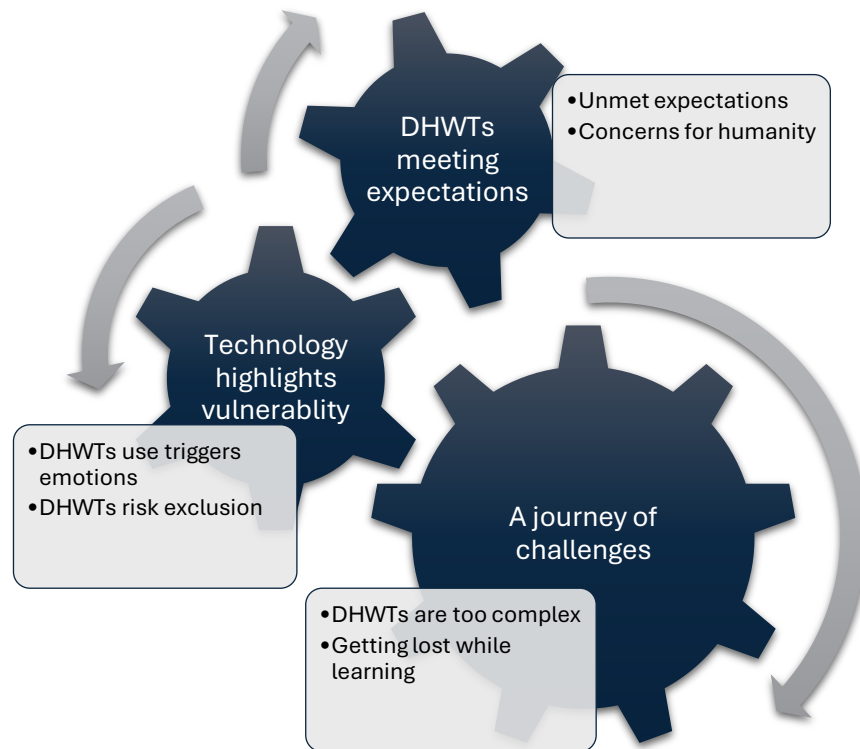 DHWTs
meeting
expectations
•Unmet expectations
•Concerns for humanity
Technology
highlights
vulnerablity
•DHWTs use triggers
emotions
•DHWTs risk exclusion
A journey of
challenges
•DHWTs are too complex
•Getting lost while
learning